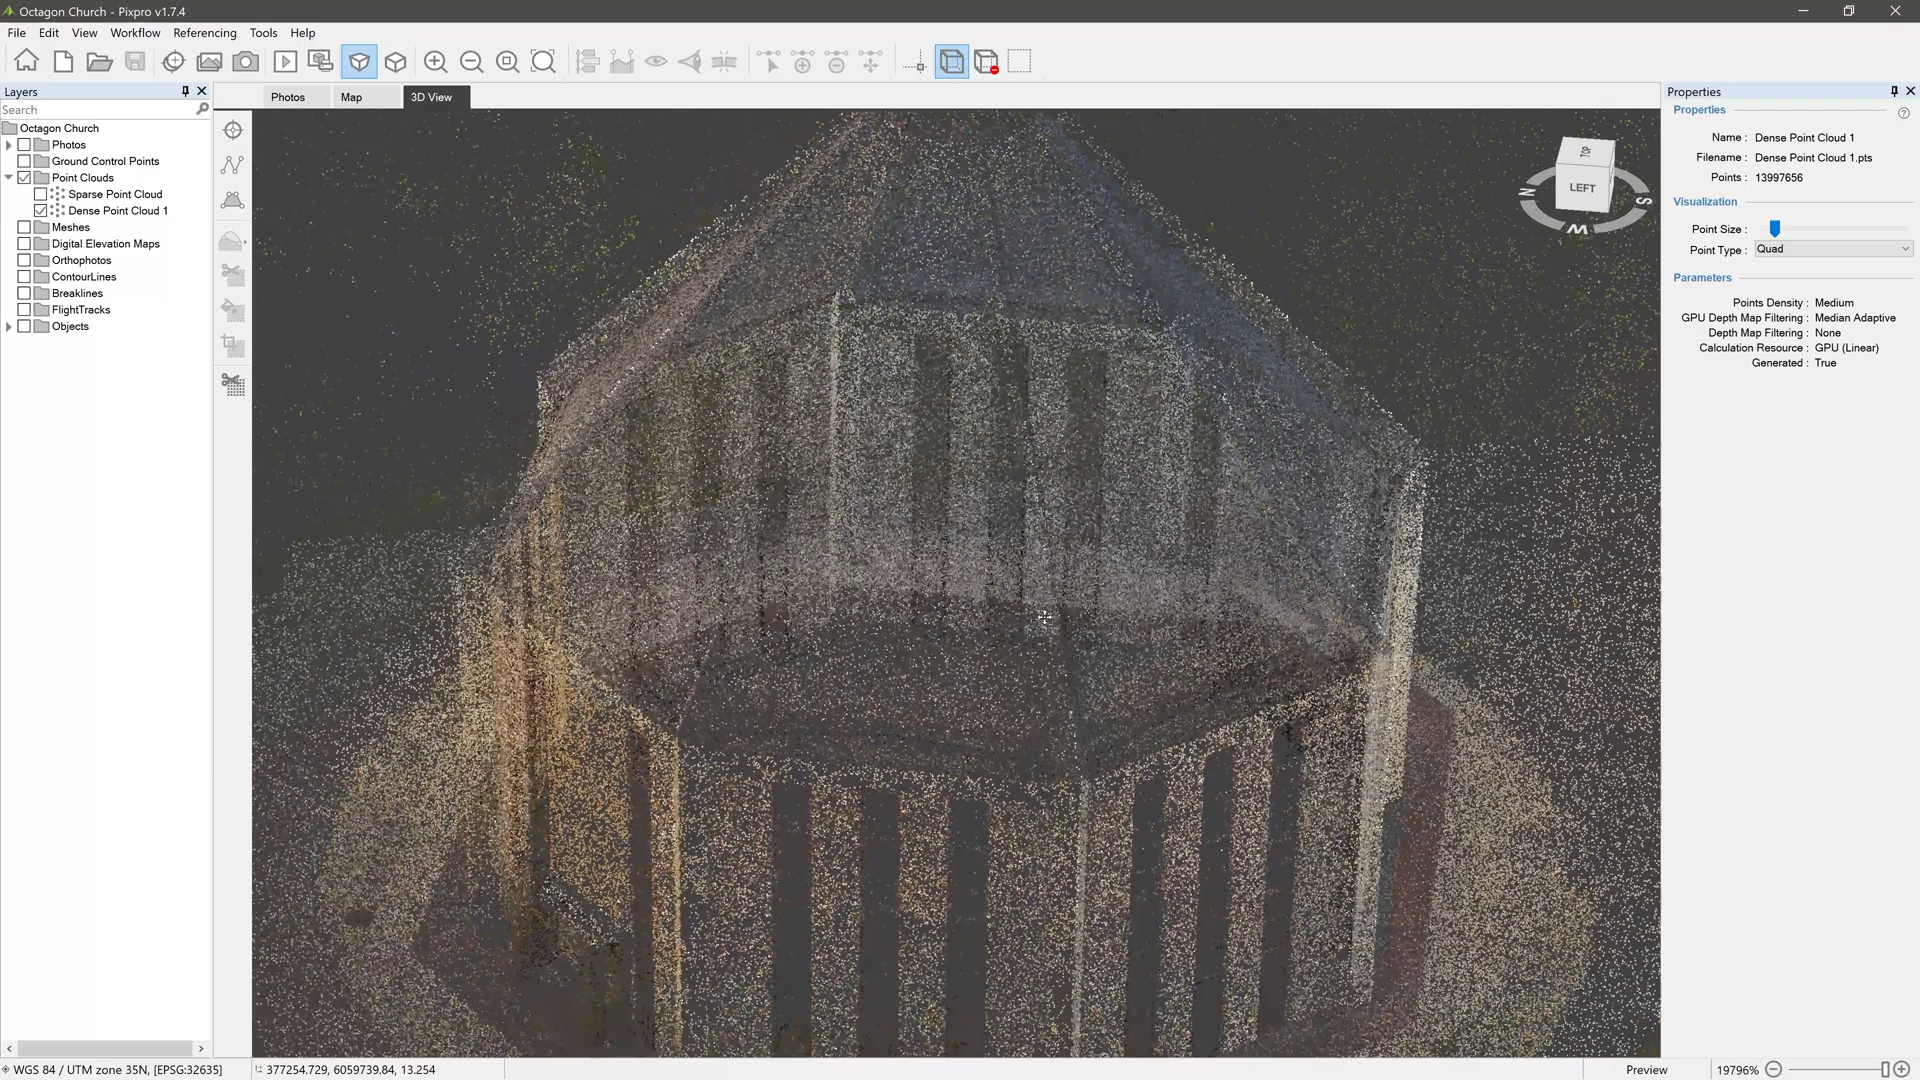 Octagon Church - Pixpro v1.7.4
File Edit View Workflow Referencing Tools Help
Layers
Search
Octagon Church
Photos
Ground Control Points
Point Clouds
Sparse Point Cloud
Dense Point Cloud 1
Meshes
Digital Elevation Maps
Orthophotos
ContourLines
Breaklines
FlightTracks
Objects
Photos Map 3D View
TOP
LEFT
N
S
W
Properties
Properties
Name : Dense Point Cloud 1
Filename : Dense Point Cloud 1.pts
Points : 13997656
Visualization
Point Size :
Point Type : Quad
Parameters
Points Density : Medium
GPU Depth Map Filtering : Median Adaptive
Depth Map Filtering : None
Calculation Resource : GPU (Linear)
Generated : True
WGS 84 / UTM zone 35N, [EPSG:32635] 377254.729, 6059739.84, 13.254 Preview 19796%